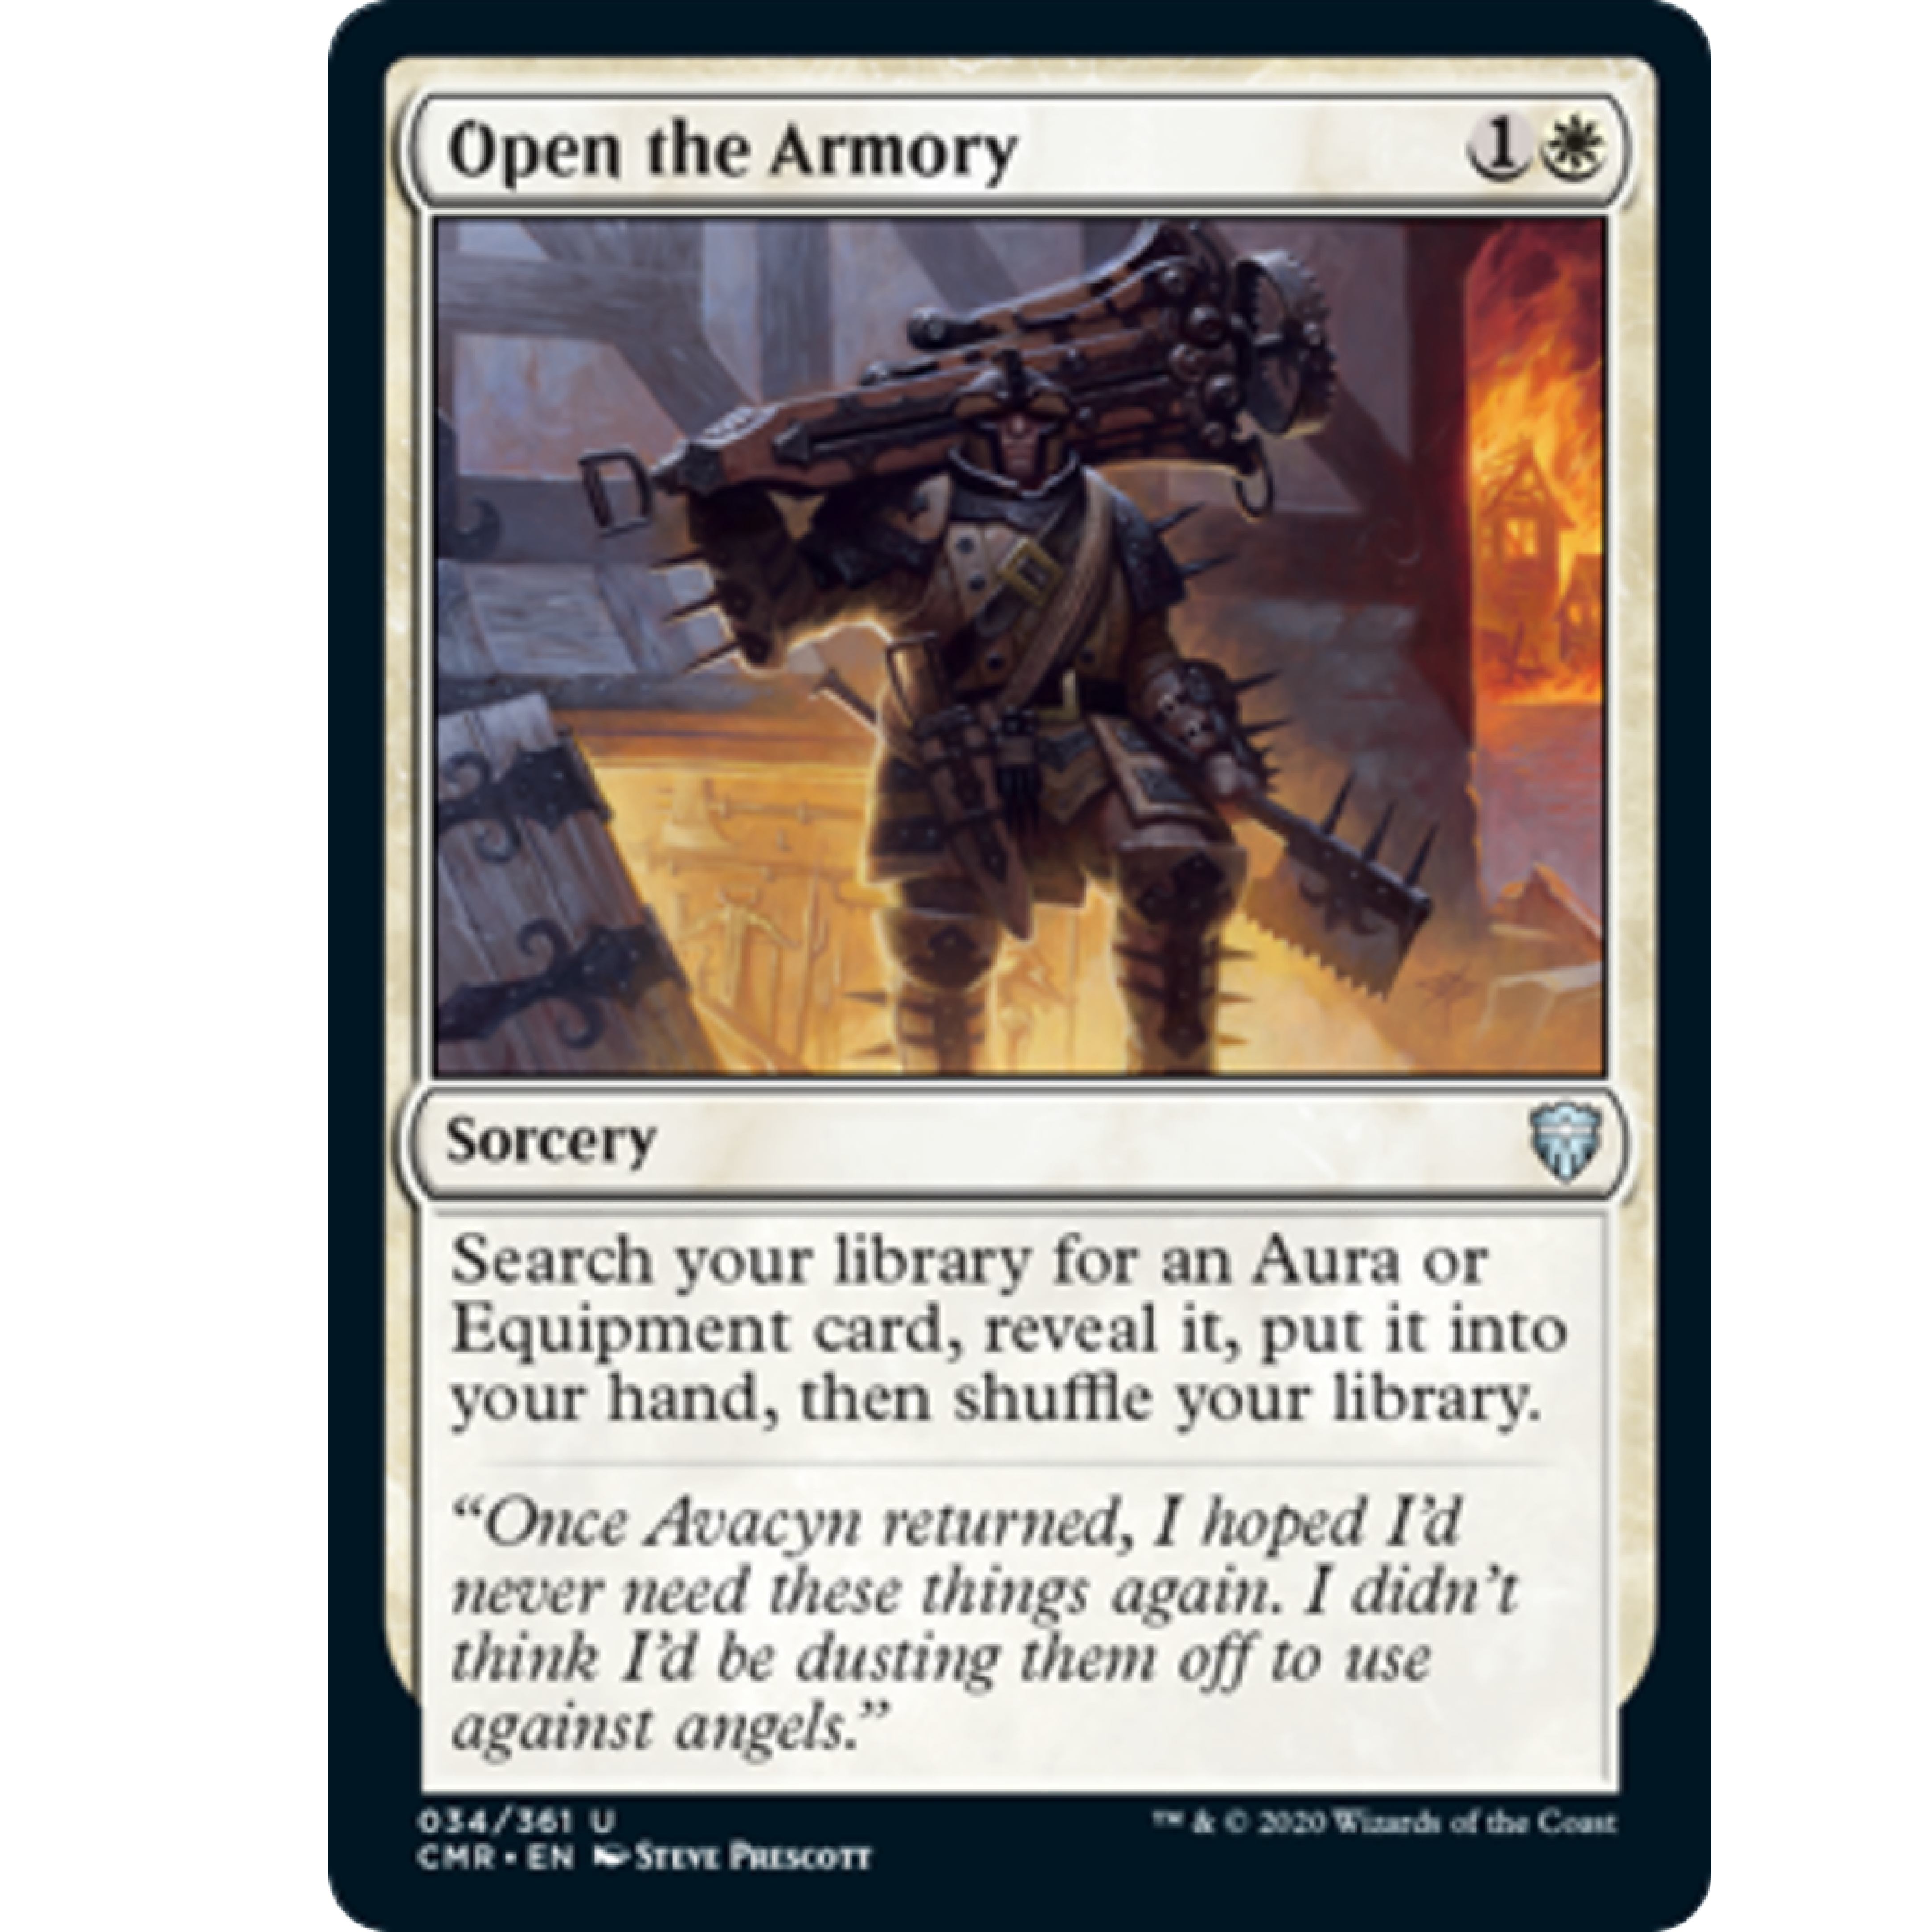 Open the Armory 1
Sorcery
Search your library for an Aura or
Equipment card, reveal it, put it into
your hand, then shuffle your library.
“Once Avacyn returned, I hoped I’d
never need these things again. I didn’t
think I’d be dusting them off to use
against angels.”
034/361 U
™ & © 2020 Wizards of the Coast
CMR • EN Steve Prescott